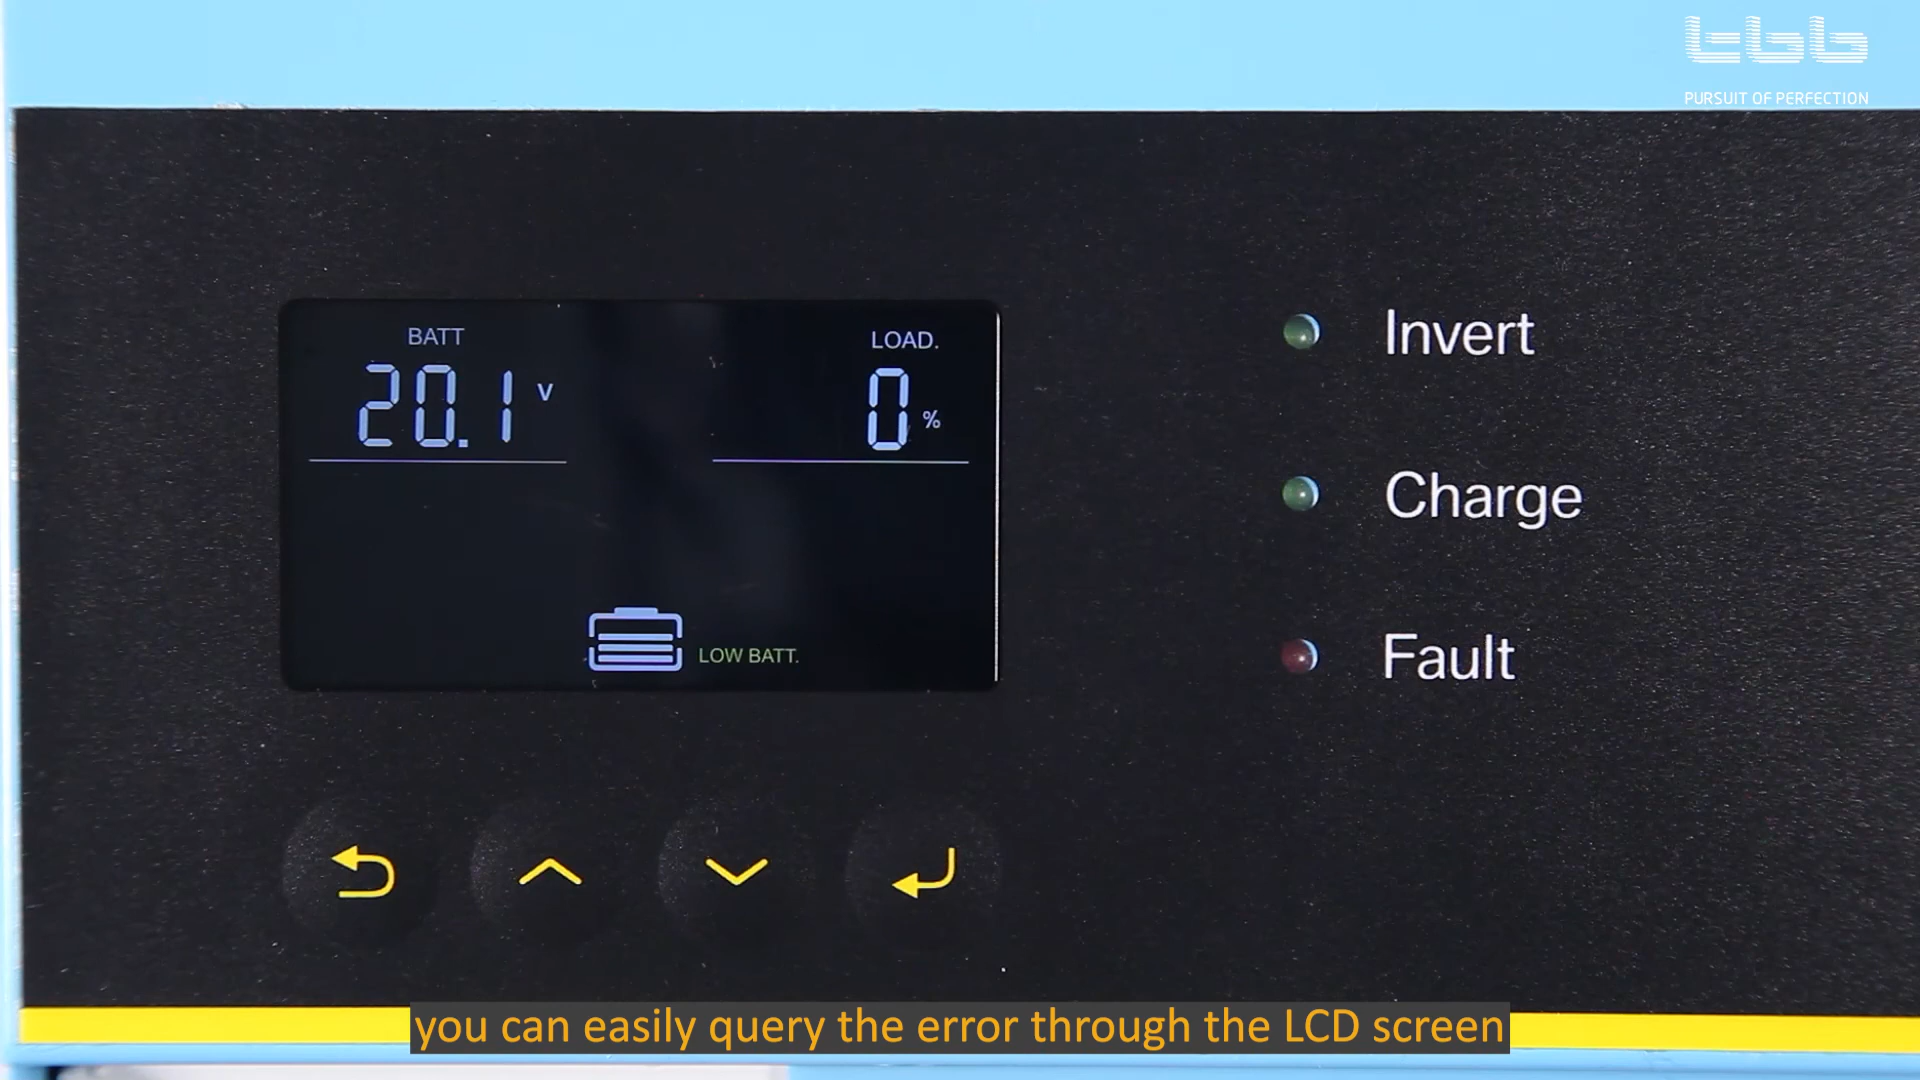 tbb
PURSUIT OF PERFECTION
BATT
20.1 V
LOAD.
0 %
LOW BATT.
Invert
Charge
Fault
you can easily query the error through the LCD screen